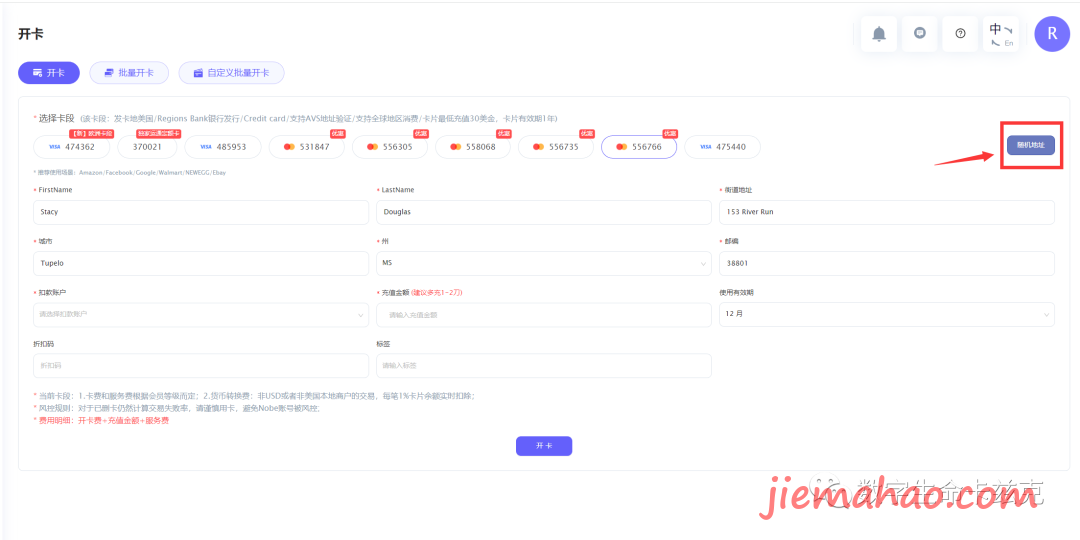 开卡
中 En
R
开卡 批量开卡 自定义批量开卡
* 选择卡段 (该卡段：发卡地美国/Regions Bank银行发行/Credit card/支持AVS地址验证/支持全球地区消费/卡片最低充值30美金，卡片有效期1年)
【新】欧洲卡段 独家运通定额卡 优惠 优惠 优惠 优惠 优惠
VISA 474362 370021 VISA 485953 531847 556305 558068 556735 556766 VISA 475440
随机地址
* 推荐使用场景：Amazon/Facebook/Google/Walmart/NEWEGG/Ebay
* FirstName * LastName * 街道地址
Stacy Douglas 153 River Run
* 城市 * 州 * 邮编
Tupelo MS 38801
* 扣款账户 * 充值金额 (建议多充1~2刀) 使用有效期
请选择扣款账户 请输入充值金额 12 月
折扣码 标签
折扣码 请输入标签
* 当前卡段：1.卡费和服务费根据会员等级而定；2.货币转换费：非USD或者非美国本地商户的交易，每笔1%卡片余额实时扣除；
* 风控规则：对于已删卡仍然计算交易失败率，请谨慎用卡，避免Nobe账号被风控；
* 费用明细：开卡费+充值金额+服务费
开 卡
数字生命卡兹克
jiemahao.com